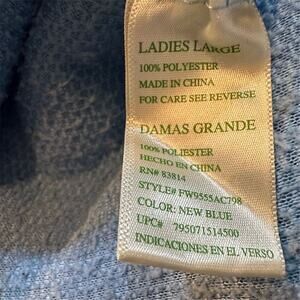 LADIES LARGE
100% POLYESTER
MADE IN CHINA
FOR CARE SEE REVERSE
DAMAS GRANDE
100% POLIESTER
HECHO EN CHINA
RN# 83814
STYLE# FW9555AC798
COLOR: NEW BLUE
UPC# 795071514500
INDICACIONES EN EL VERSO